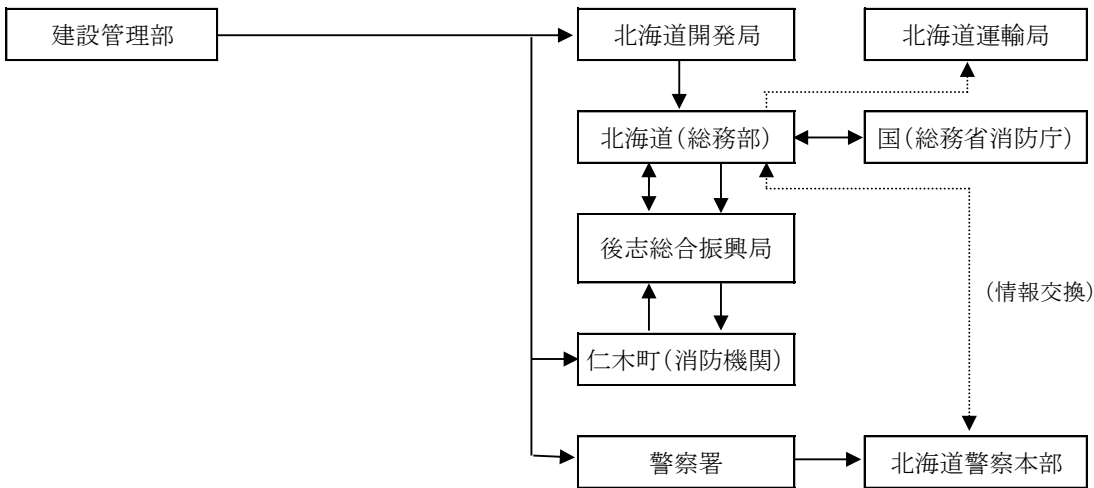 建設管理部
北海道開発局
北海道運輸局
北海道(総務部)
国(総務省消防庁)
後志総合振興局
(情報交換)
仁木町(消防機関)
警察署
北海道警察本部